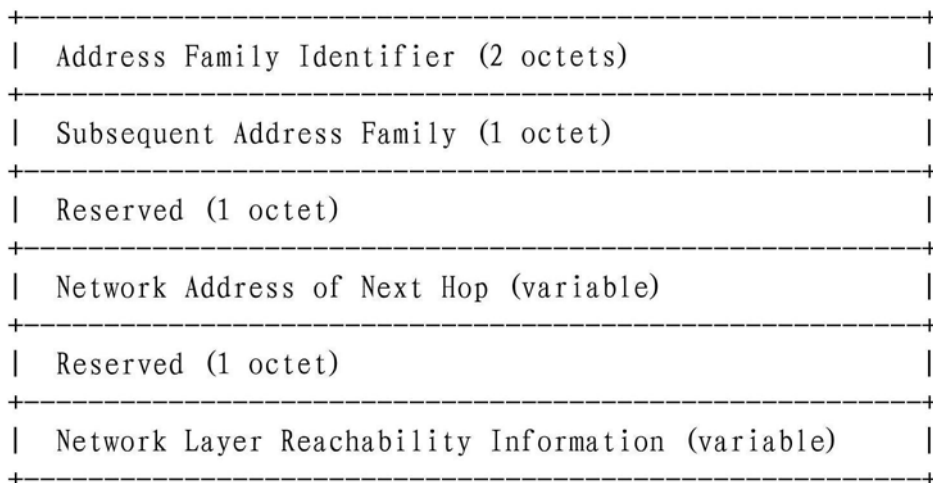 Address Family Identifier (2 octets)
Subsequent Address Family (1 octet)
Reserved (1 octet)
Network Address of Next Hop (variable)
Reserved (1 octet)
Network Layer Reachability Information (variable)